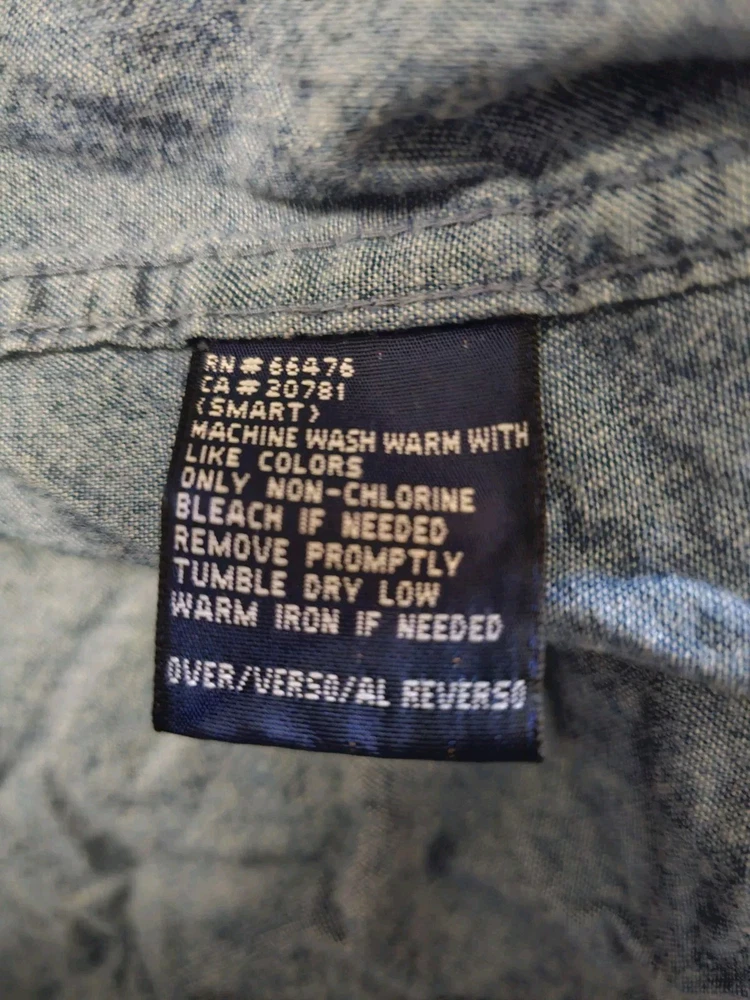 RN # 66476
CA # 20781
(SMART)
MACHINE WASH WARM WITH
LIKE COLORS
ONLY NON-CHLORINE
BLEACH IF NEEDED
REMOVE PROMPTLY
TUMBLE DRY LOW
WARM IRON IF NEEDED
OVER/VERSO/AL REVERSO